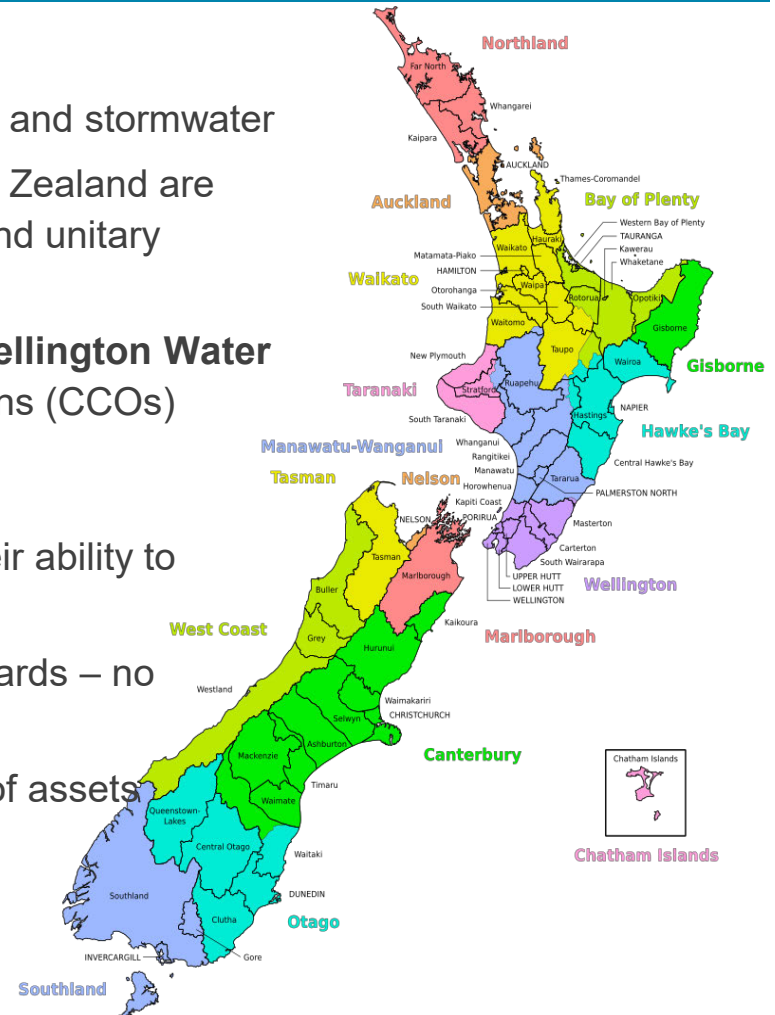 and stormwater
Zealand are
nd unitary
ellington Water
ns (CCOs)
eir ability to
ards – no
of assets
Northland
Far North
Whangarei
Kaipara
AUCKLAND
Thames-Coromandel
Auckland
Bay of Plenty
Western Bay of Plenty
TAURANGA
Kawerau
Whaketane
Hauraki
Waikato
Matamata-Piako
HAMILTON
Waikato
Waipa
Otorohanga
South Waikato
Rotorua
Opotiki
Gisborne
Waitomo
Taupo
New Plymouth
Wairoa
Gisborne
Taranaki
Stratford
Ruapehu
South Taranaki
Hastings
NAPIER
Hawke's Bay
Manawatu-Wanganui
Whanganui
Rangitikei
Manawatu
Horowhenua
Central Hawke's Bay
Tararua
PALMERSTON NORTH
Tasman
Nelson
Kapiti Coast
PORIRUA
NELSON
Masterton
Carterton
South Wairarapa
UPPER HUTT
LOWER HUTT
WELLINGTON
Wellington
Tasman
Marlborough
Buller
Grey
West Coast
Kaikoura
Marlborough
Hurunui
Westland
Waimakariri
CHRISTCHURCH
Selwyn
Ashburton
Canterbury
Mackenzie
Timaru
Waimate
Queenstown-
Lakes
Central Otago
Waitaki
Southland
DUNEDIN
Clutha
Otago
INVERCARGILL
Gore
Southland
Chatham Islands
Chatham Islands